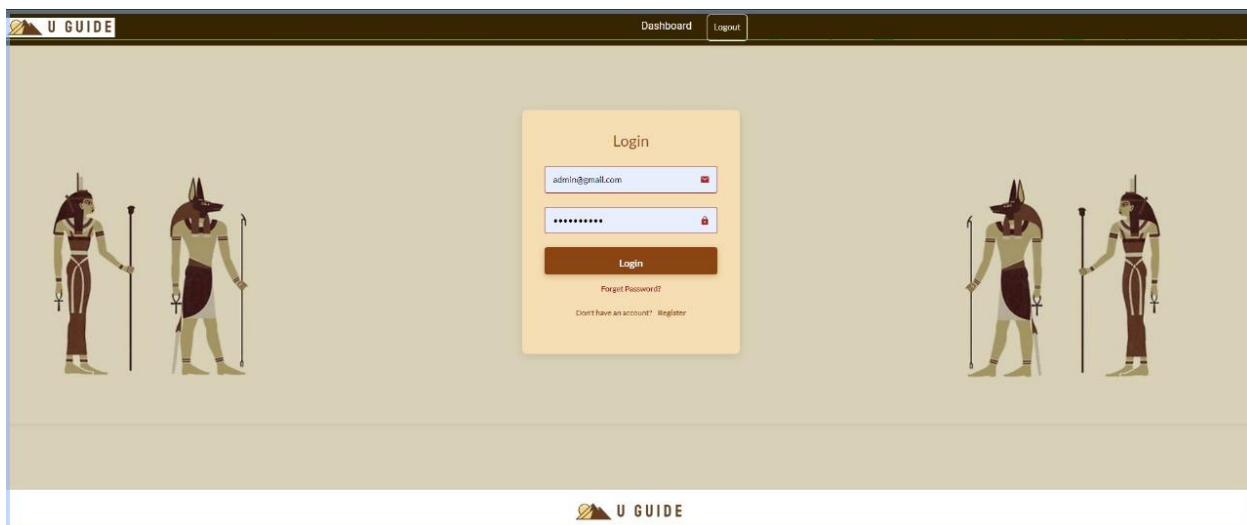 U GUIDE
Dashboard Logout
Login
admin@gmail.com
••••••••••
Login
Forget Password?
Don't have an account? Register
U GUIDE